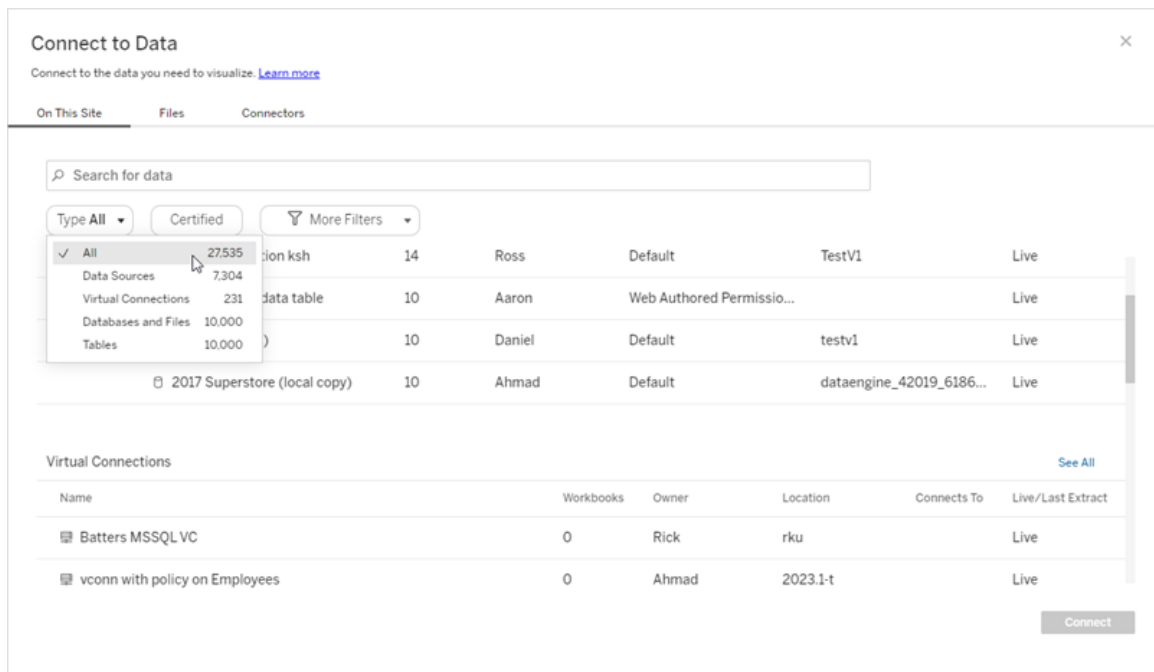 Connect to Data
Connect to the data you need to visualize. Learn more
On This Site Files Connectors
Search for data
Type All Certified More Filters
All 27,535
Data Sources 7,304
Virtual Connections 231
Databases and Files 10,000
Tables 10,000
tion ksh 14 Ross Default TestV1 Live
data table 10 Aaron Web Authored Permissio... Live
) 10 Daniel Default testv1 Live
2017 Superstore (local copy) 10 Ahmad Default dataengine_42019_6186... Live
Virtual Connections See All
Name Workbooks Owner Location Connects To Live/Last Extract
Batters MSSQL VC 0 Rick rku Live
vconn with policy on Employees 0 Ahmad 2023.1-t Live
Connect